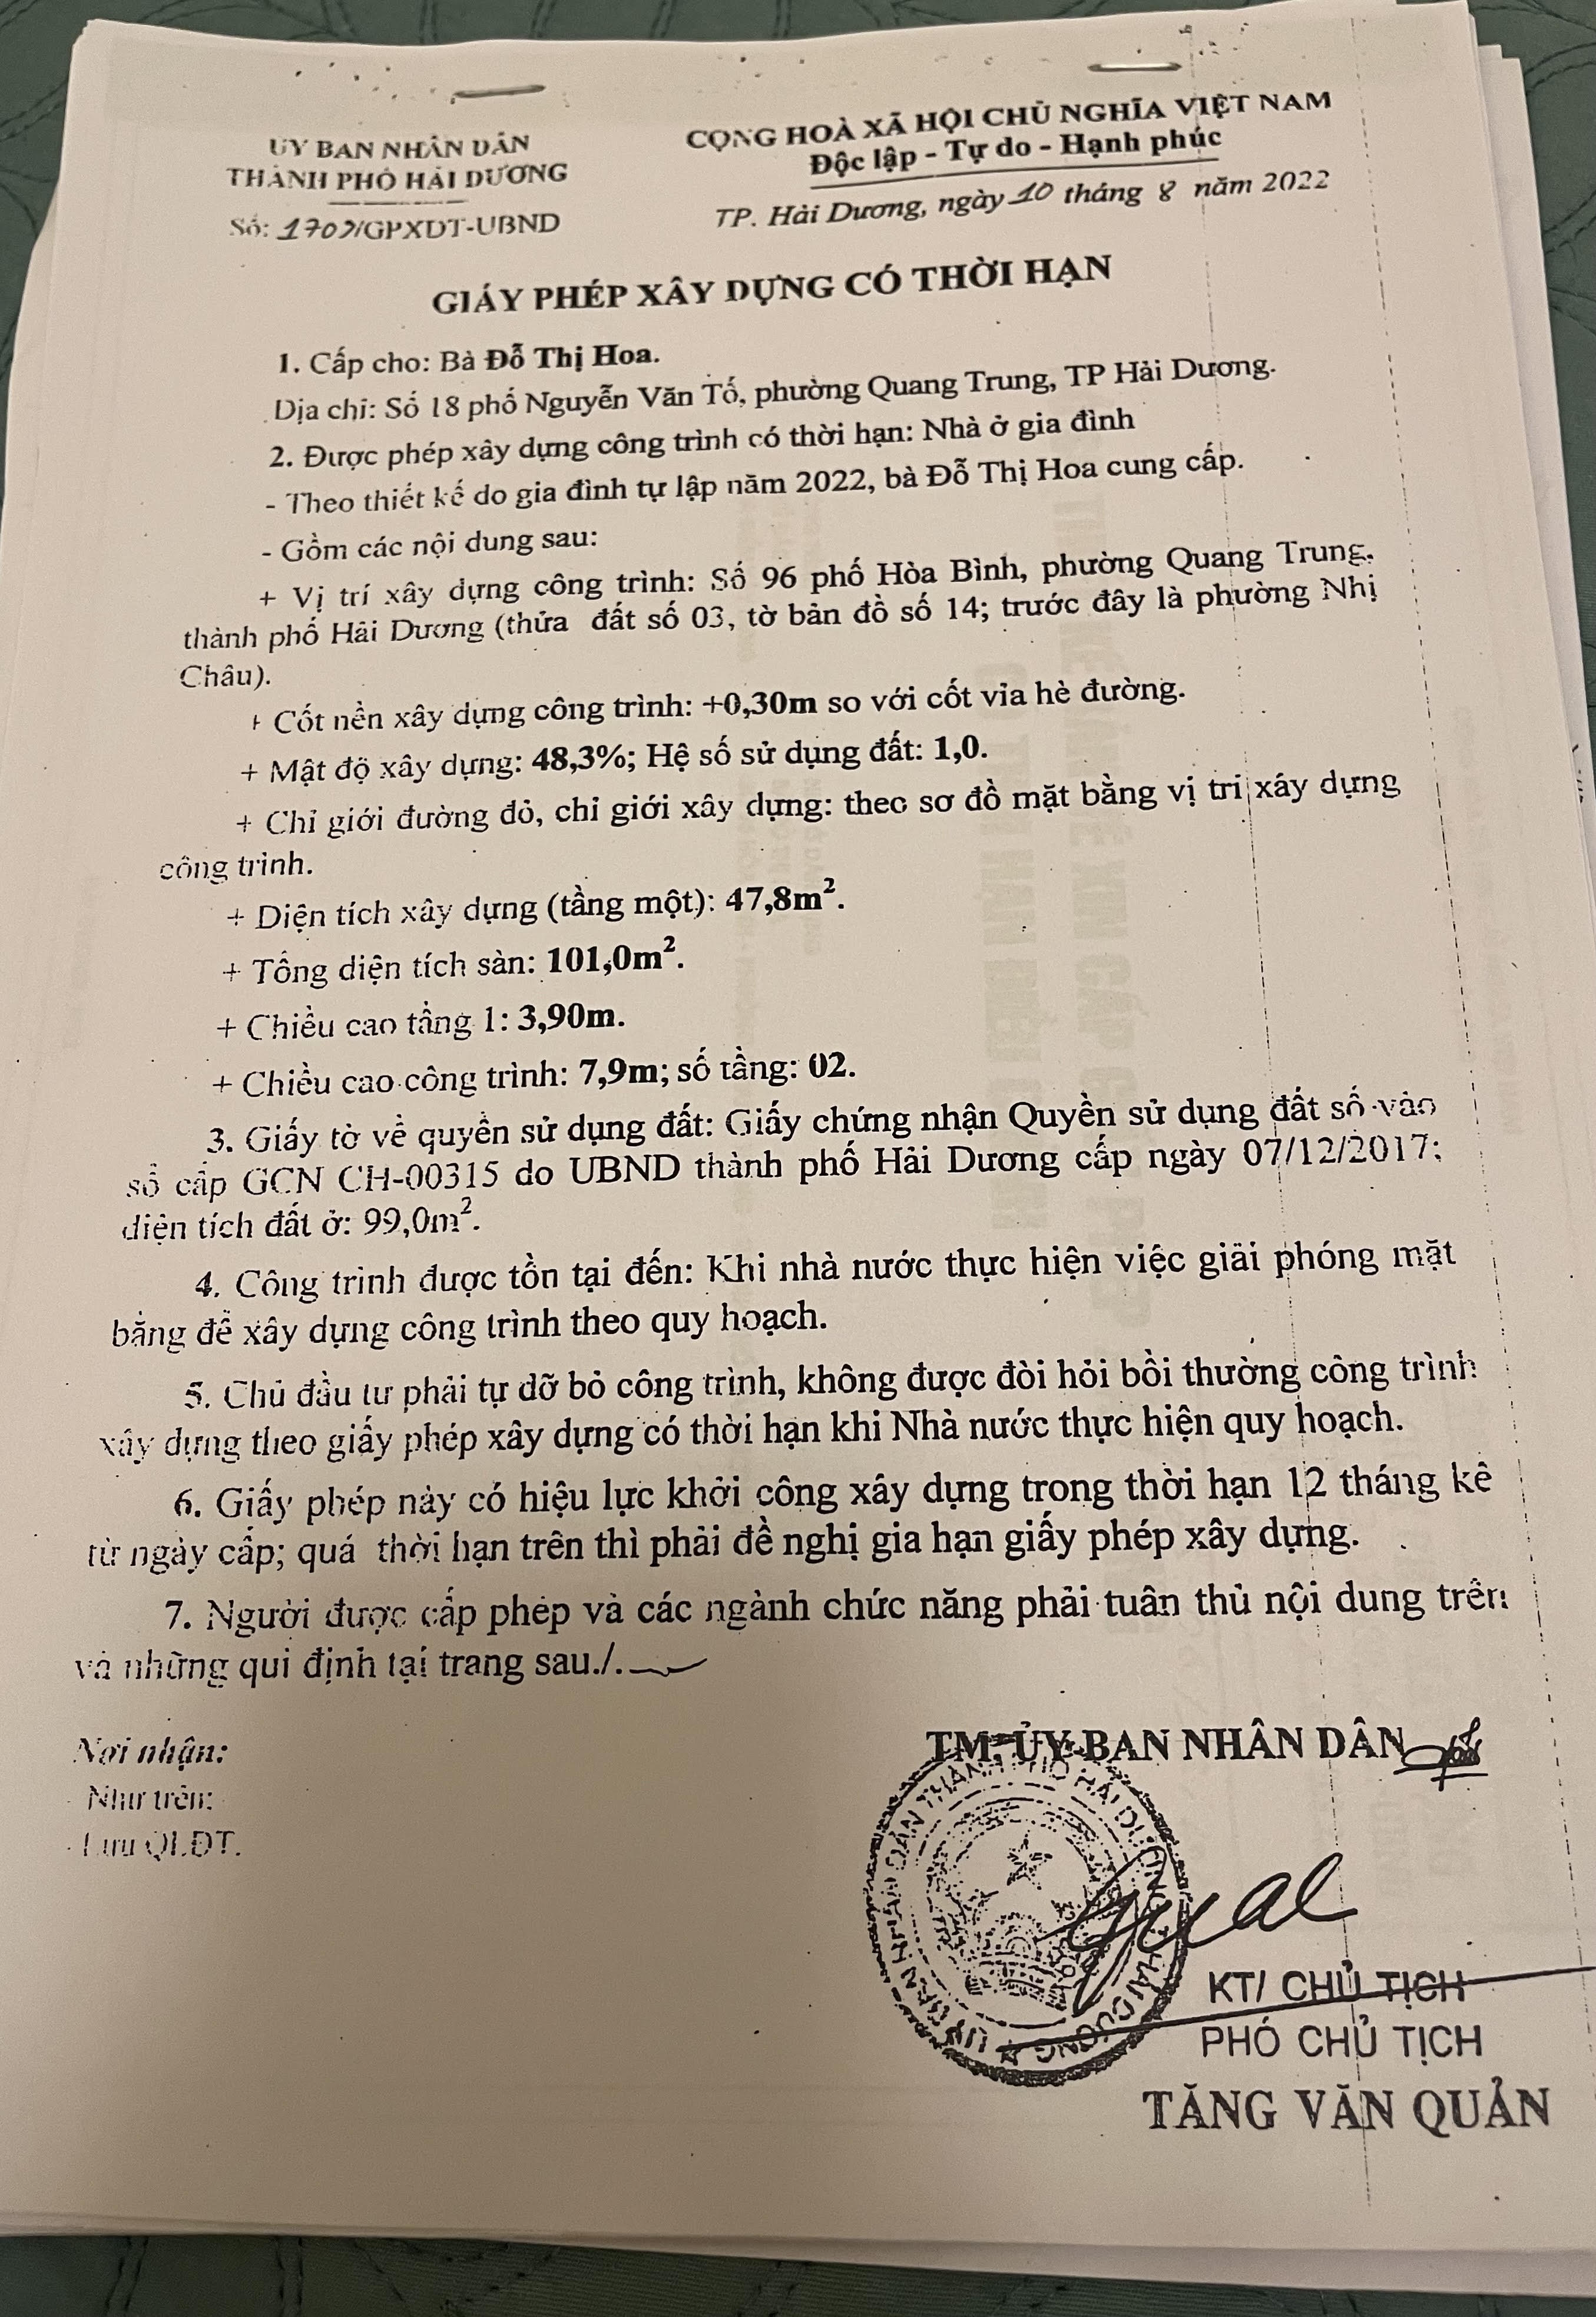 ỦY BAN NHÂN DÂN
THÀNH PHỐ HẢI DƯƠNG
Số: 1707/GPXDT-UBND
CỘNG HOÀ XÃ HỘI CHỦ NGHĨA VIỆT NAM
Độc lập - Tự do - Hạnh phúc
TP. Hải Dương, ngày 10 tháng 8 năm 2022
GIẤY PHÉP XÂY DỰNG CÓ THỜI HẠN
1. Cấp cho: Bà Đỗ Thị Hoa.
Địa chỉ: Số 18 phố Nguyễn Văn Tố, phường Quang Trung, TP Hải Dương.
2. Được phép xây dựng công trình có thời hạn: Nhà ở gia đình
- Theo thiết kế do gia đình tự lập năm 2022, bà Đỗ Thị Hoa cung cấp.
- Gồm các nội dung sau:
+ Vị trí xây dựng công trình: Số 96 phố Hòa Bình, phường Quang Trung,
thành phố Hải Dương (thửa đất số 03, tờ bản đồ số 14; trước đây là phường Nhị
Châu).
+ Cốt nền xây dựng công trình: +0,30m so với cốt vỉa hè đường.
+ Mật độ xây dựng: 48,3%; Hệ số sử dụng đất: 1,0.
+ Chỉ giới đường đỏ, chỉ giới xây dựng: theo sơ đồ mặt bằng vị trí xây dựng
công trình.
+ Diện tích xây dựng (tầng một): 47,8m².
+ Tổng diện tích sàn: 101,0m².
+ Chiều cao tầng 1: 3,90m.
+ Chiều cao công trình: 7,9m; số tầng: 02.
3. Giấy tờ về quyền sử dụng đất: Giấy chứng nhận Quyền sử dụng đất số vào
sổ cấp GCN CH-00315 do UBND thành phố Hải Dương cấp ngày 07/12/2017;
diện tích đất ở: 99,0m².
4. Công trình được tồn tại đến: Khi nhà nước thực hiện việc giải phóng mặt
bằng để xây dựng công trình theo quy hoạch.
5. Chủ đầu tư phải tự dỡ bỏ công trình, không được đòi hỏi bồi thường công trình
xây dựng theo giấy phép xây dựng có thời hạn khi Nhà nước thực hiện quy hoạch.
6. Giấy phép này có hiệu lực khởi công xây dựng trong thời hạn 12 tháng kể
từ ngày cấp; quá thời hạn trên thì phải đề nghị gia hạn giấy phép xây dựng.
7. Người được cấp phép và các ngành chức năng phải tuân thủ nội dung trên
và những qui định tại trang sau./.
Nơi nhận:
- Như trên;
- Lưu QLĐT.
TM. ỦY BAN NHÂN DÂN
KT/ CHỦ TỊCH
PHÓ CHỦ TỊCH
TĂNG VĂN QUẢN